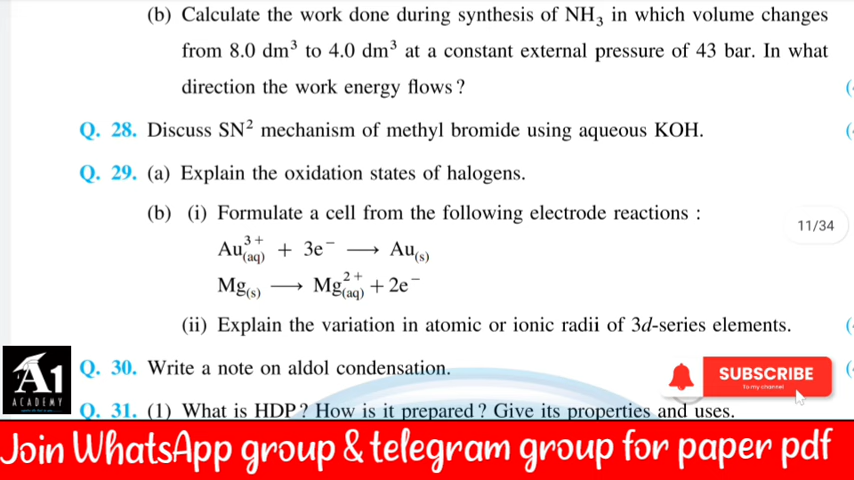 (b) Calculate the work done during synthesis of NH₃ in which volume changes
from 8.0 dm³ to 4.0 dm³ at a constant external pressure of 43 bar. In what
direction the work energy flows ?
Q. 28. Discuss SN² mechanism of methyl bromide using aqueous KOH.
Q. 29. (a) Explain the oxidation states of halogens.
(b) (i) Formulate a cell from the following electrode reactions :
11/34
Au³⁺(aq) + 3e⁻ ⟶ Au(s)
Mg(s) ⟶ Mg²⁺(aq) + 2e⁻
(ii) Explain the variation in atomic or ionic radii of 3d-series elements.
A1
ACADEMY
Q. 30. Write a note on aldol condensation.
SUBSCRIBE
To my channel
Q. 31. (1) What is HDP ? How is it prepared ? Give its properties and uses.
Join WhatsApp group & telegram group for paper pdf